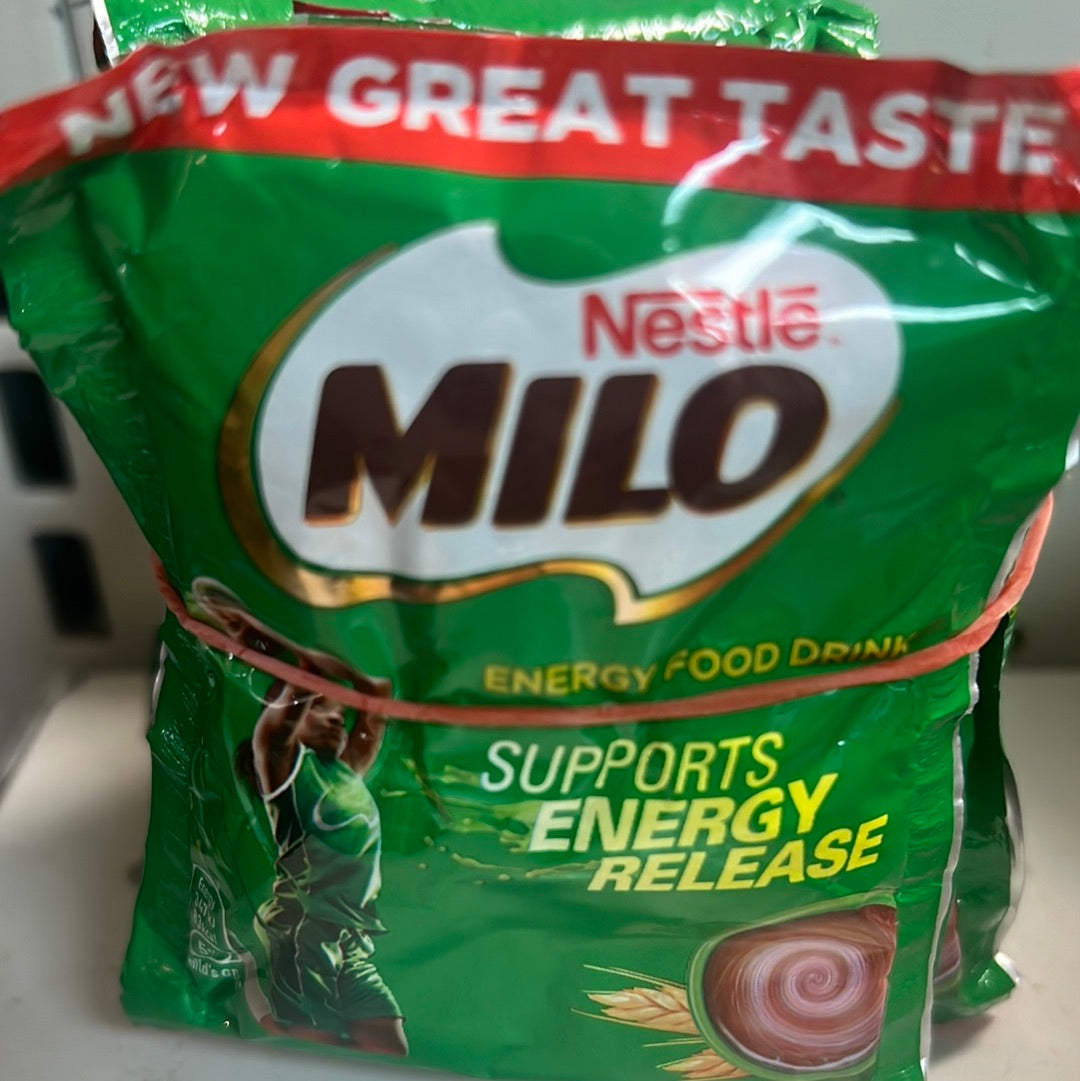 NEW GREAT TASTE
Nestlé
MILO
ENERGY FOOD DRINK
SUPPORTS
ENERGY
RELEASE